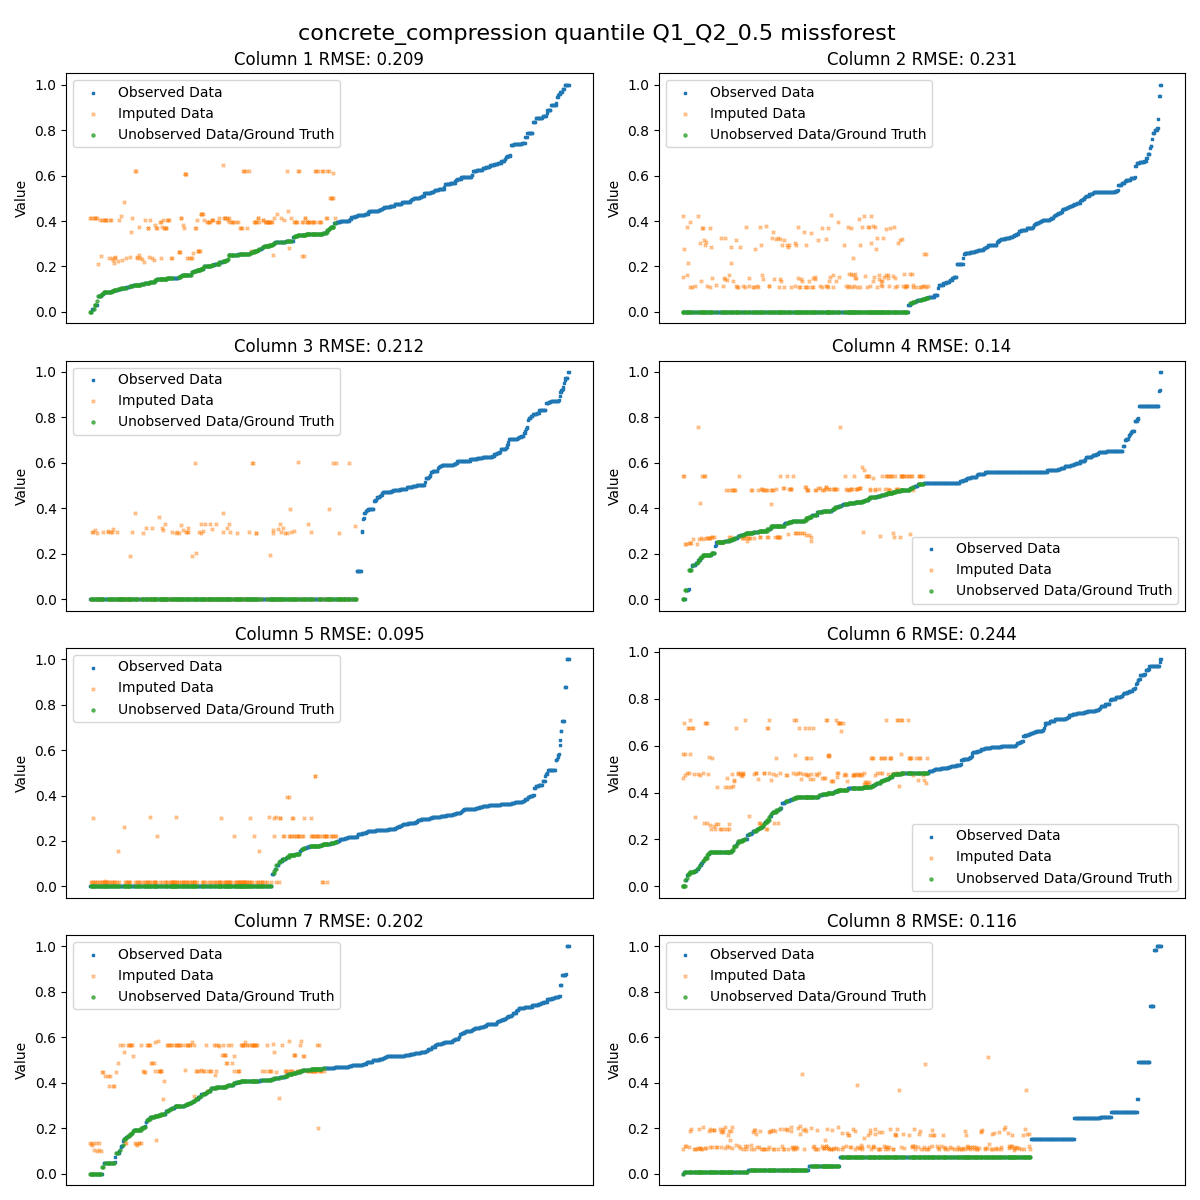 concrete_compression quantile Q1_Q2_0.5 missforest
Column 1 RMSE: 0.209
Value
1.0
0.8
0.6
0.4
0.2
0.0
Observed Data
Imputed Data
Unobserved Data/Ground Truth
Column 2 RMSE: 0.231
Value
1.0
0.8
0.6
0.4
0.2
0.0
Observed Data
Imputed Data
Unobserved Data/Ground Truth
Column 3 RMSE: 0.212
Value
1.0
0.8
0.6
0.4
0.2
0.0
Observed Data
Imputed Data
Unobserved Data/Ground Truth
Column 4 RMSE: 0.14
Value
1.0
0.8
0.6
0.4
0.2
0.0
Observed Data
Imputed Data
Unobserved Data/Ground Truth
Column 5 RMSE: 0.095
Value
1.0
0.8
0.6
0.4
0.2
0.0
Observed Data
Imputed Data
Unobserved Data/Ground Truth
Column 6 RMSE: 0.244
Value
1.0
0.8
0.6
0.4
0.2
0.0
Observed Data
Imputed Data
Unobserved Data/Ground Truth
Column 7 RMSE: 0.202
Value
1.0
0.8
0.6
0.4
0.2
0.0
Observed Data
Imputed Data
Unobserved Data/Ground Truth
Column 8 RMSE: 0.116
Value
1.0
0.8
0.6
0.4
0.2
0.0
Observed Data
Imputed Data
Unobserved Data/Ground Truth